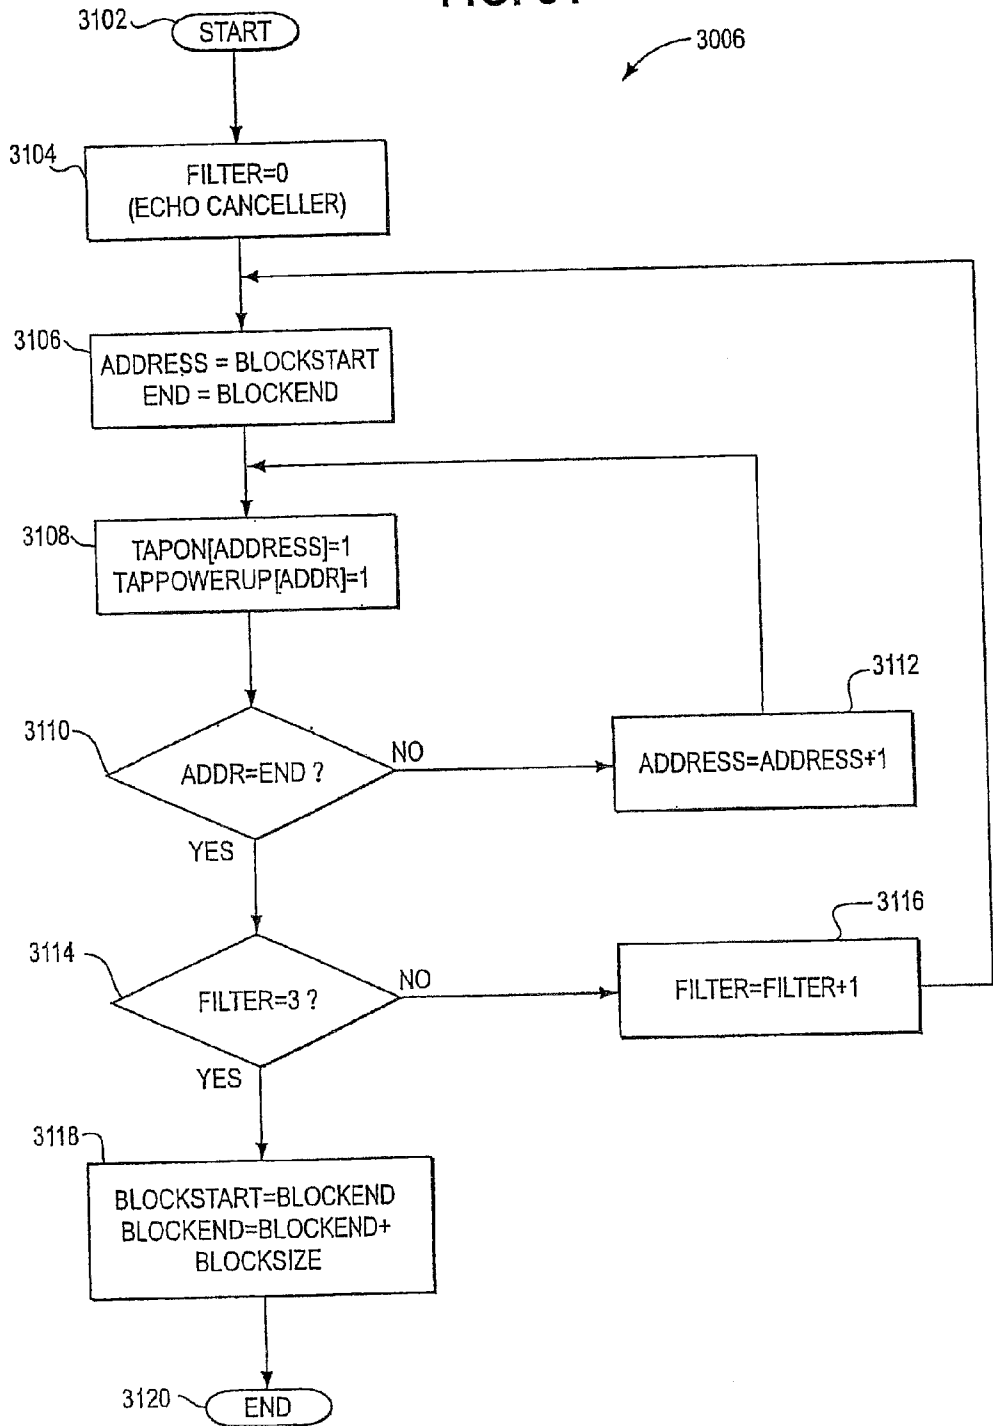 3102
START
3006
3104
FILTER=0
(ECHO CANCELLER)
3106
ADDRESS = BLOCKSTART
END = BLOCKEND
3108
TAPON[ADDRESS]=1
TAPPOWERUP[ADDR]=1
3110
ADDR=END ?
NO
3112
ADDRESS=ADDRESS+1
YES
3114
FILTER=3 ?
NO
3116
FILTER=FILTER+1
YES
3118
BLOCKSTART=BLOCKEND
BLOCKEND=BLOCKEND+
BLOCKSIZE
3120
END